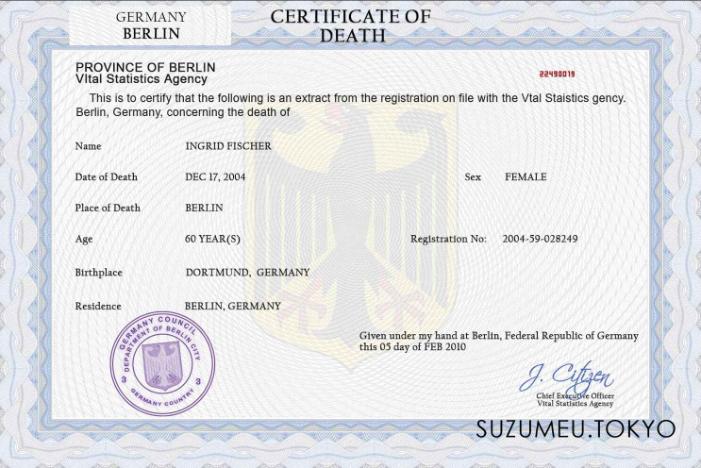 GERMANY
BERLIN
CERTIFICATE OF
DEATH
PROVINCE OF BERLIN
VItal Statistics Agency
22490019
This is to certify that the following is an extract from the registration on file with the Vtal Staistics gency.
Berlin, Germany, concerning the death of
Name INGRID FISCHER
Date of Death DEC 17, 2004 Sex FEMALE
Place of Death BERLIN
Age 60 YEAR(S) Registration No: 2004-59-028249
Birthplace DORTMUND, GERMANY
Residence BERLIN, GERMANY
GERMANY COUNCIL
DEPARTMENT OF BERLIN CITY
3 3
GERMANY COUNTRY
Given under my hand at Berlin, Federal Republic of Germany
this 05 day of FEB 2010
J. Citizen
Chief Executive Officer
Vital Statistics Agency
SUZUMEU.TOKYO